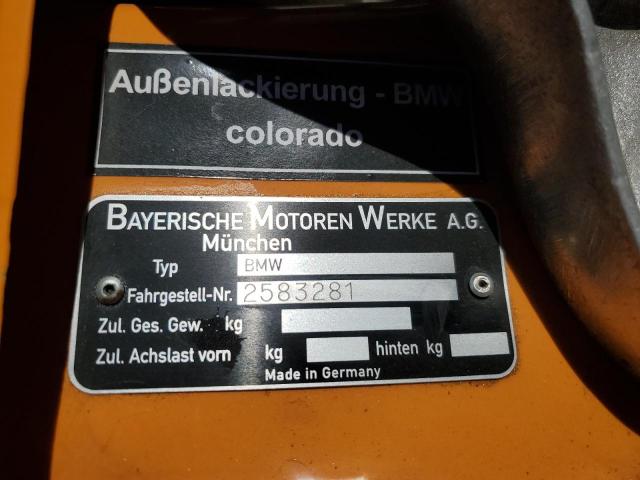 Außenlackierung - BMW
colorado
BAYERISCHE MOTOREN WERKE A.G.
München
Typ BMW
Fahrgestell-Nr. 2583281
Zul. Ges. Gew. kg
Zul. Achslast vorn kg hinten kg
Made in Germany